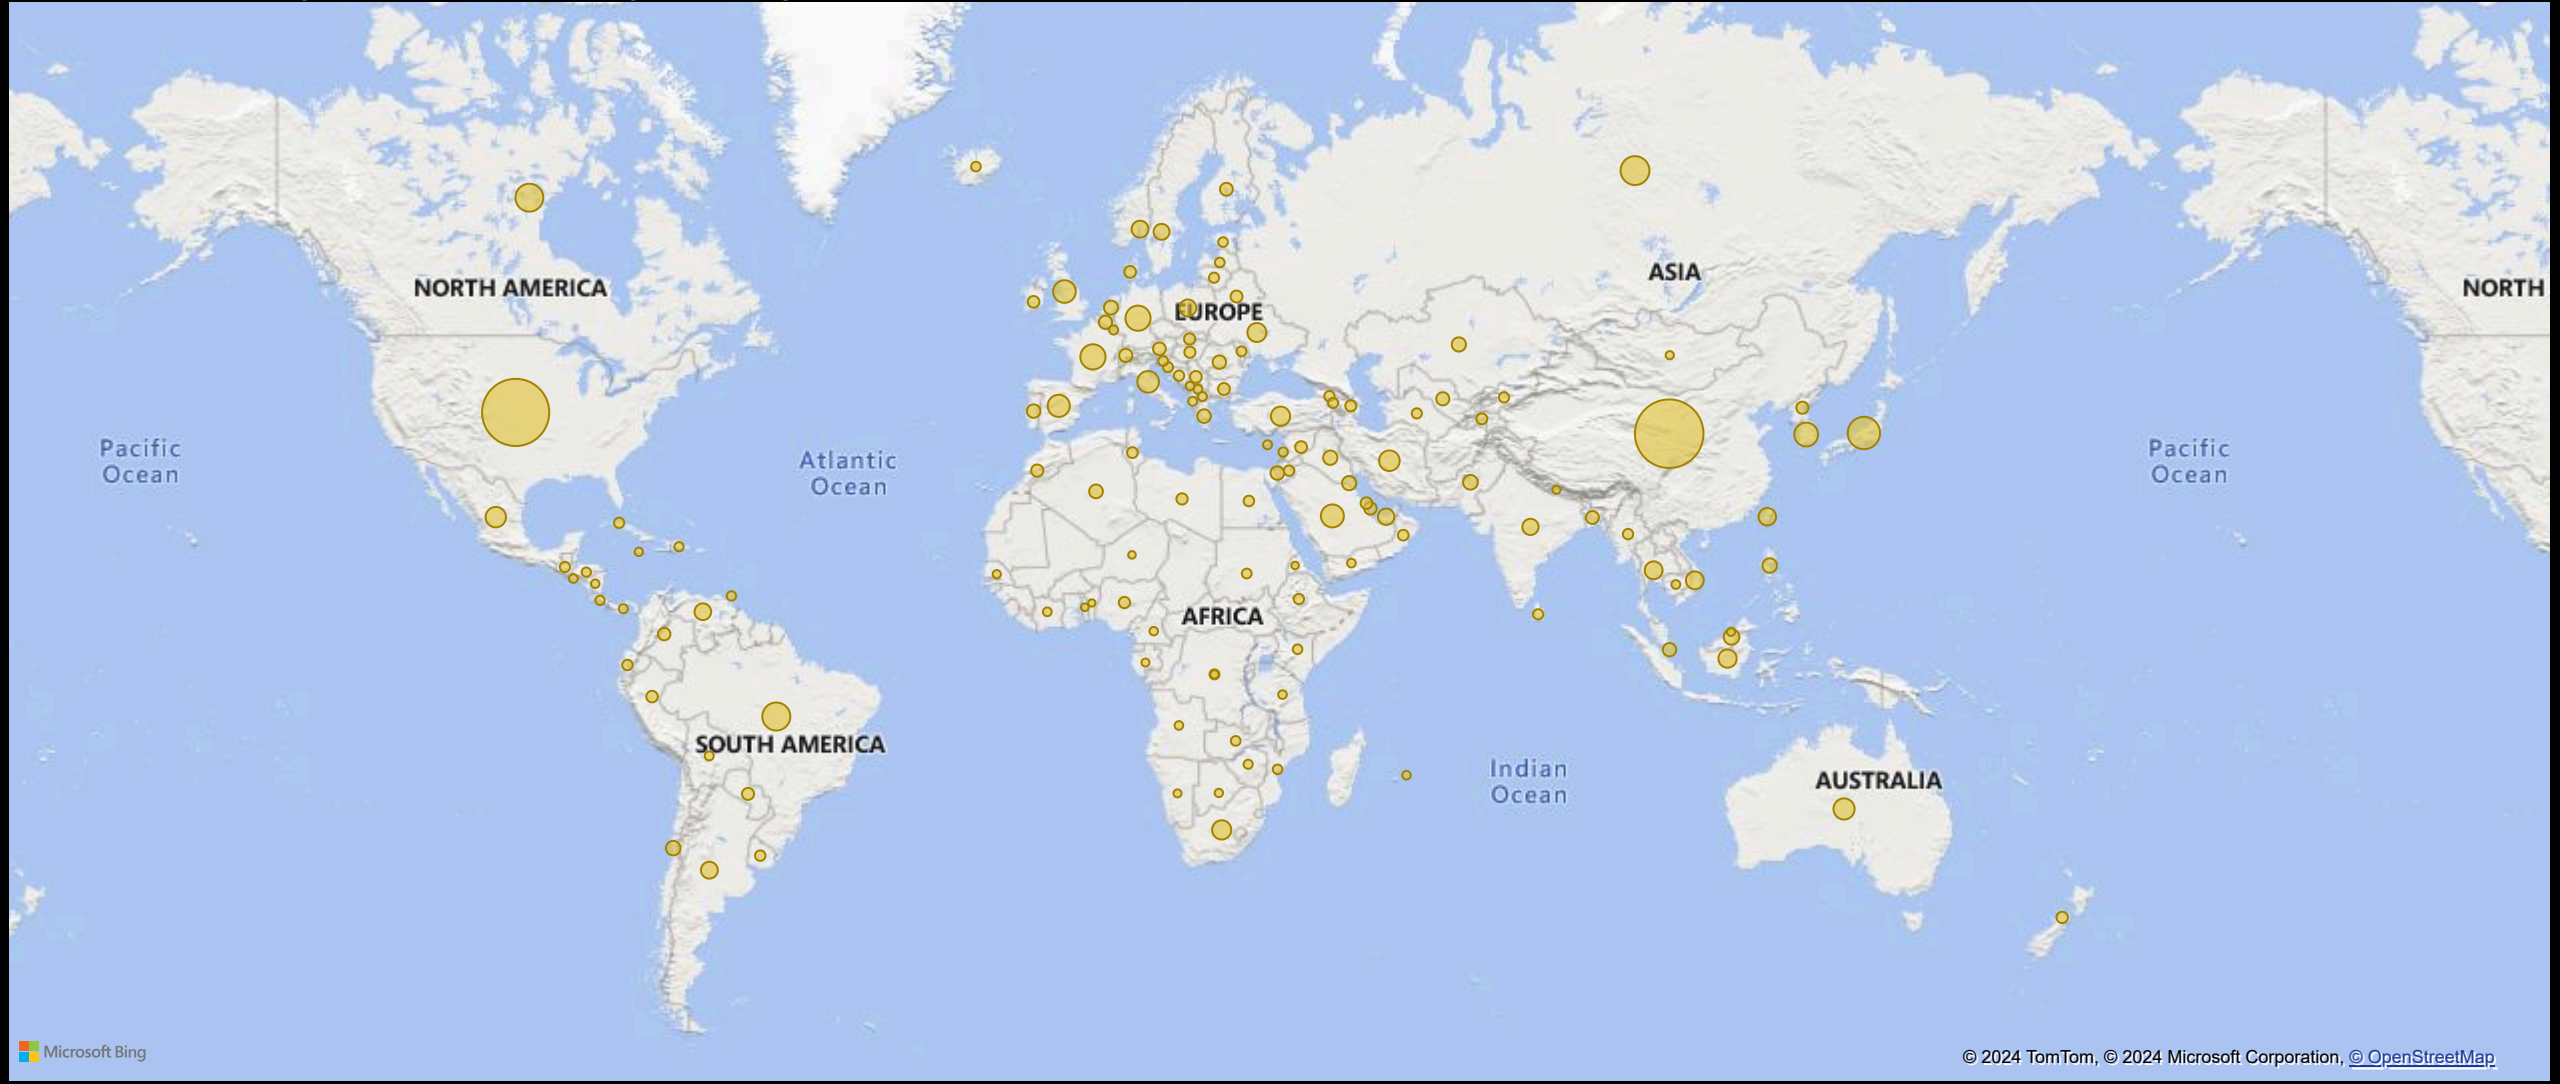 NORTH AMERICA
ASIA
NORTH
EUROPE
Pacific
Ocean
Atlantic
Ocean
Pacific
Ocean
AFRICA
SOUTH AMERICA
Indian
Ocean
AUSTRALIA
Microsoft Bing
© 2024 TomTom, © 2024 Microsoft Corporation, © OpenStreetMap